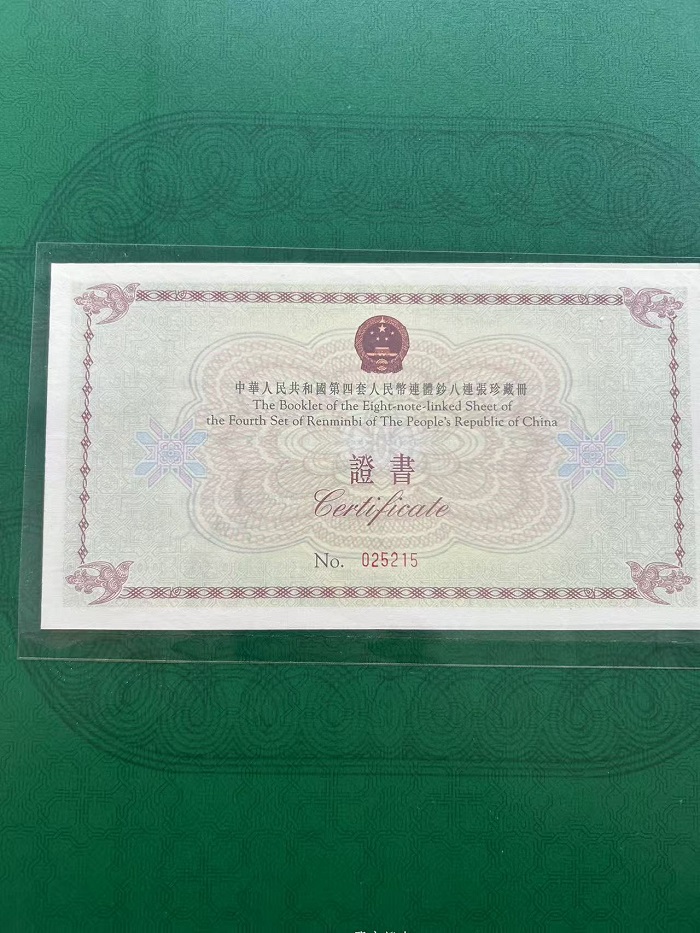 中華人民共和國第四套人民幣連體鈔八連張珍藏冊
The Booklet of the Eight-note-linked Sheet of
the Fourth Set of Renminbi of The People's Republic of China
證書
Certificate
No. 025215